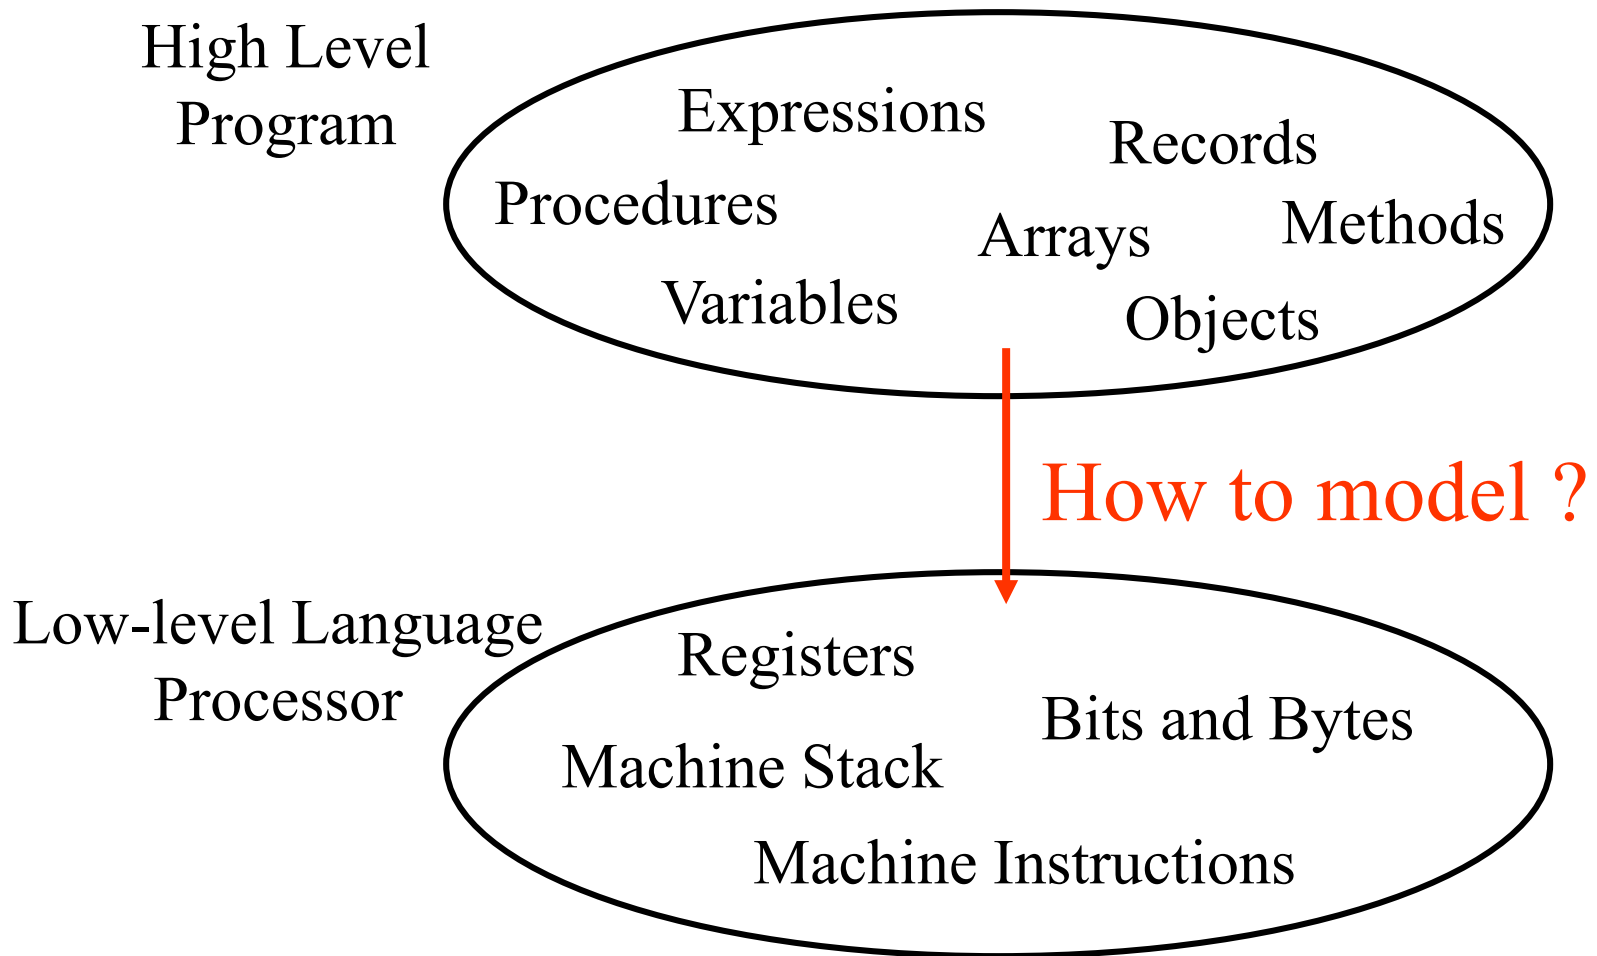 High Level
Program
Expressions
Records
Procedures
Arrays
Methods
Variables
Objects
How to model ?
Low-level Language
Processor
Registers
Bits and Bytes
Machine Stack
Machine Instructions